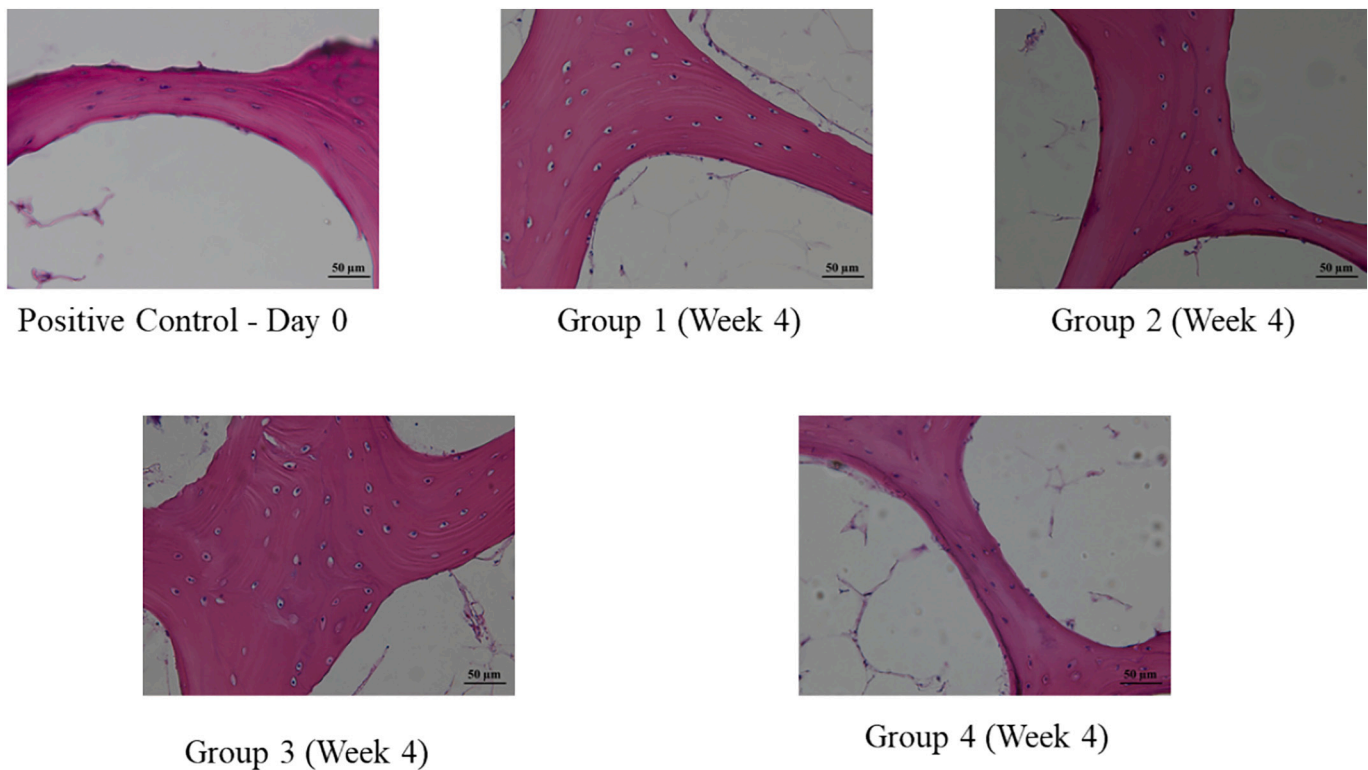 50 µm
50 µm
50 µm
Positive Control - Day 0
Group 1 (Week 4)
Group 2 (Week 4)
50 µm
50 µm
Group 3 (Week 4)
Group 4 (Week 4)